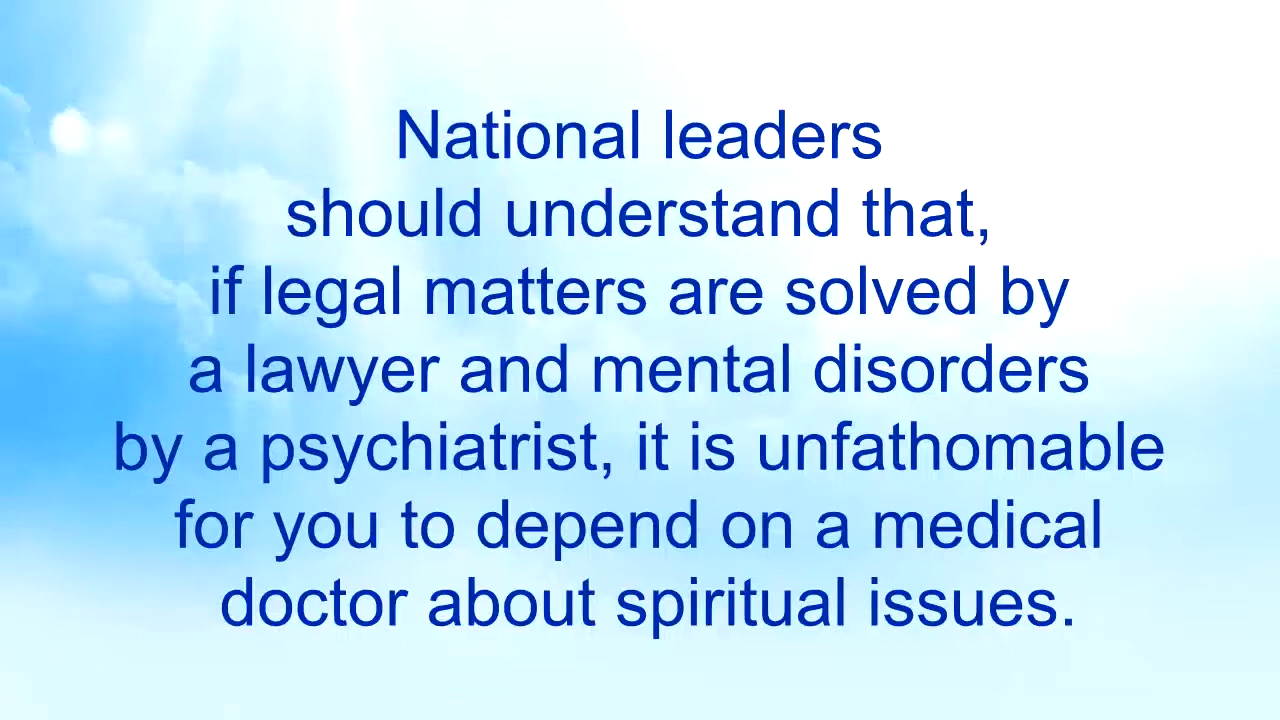 National leaders
should understand that,
if legal matters are solved by
a lawyer and mental disorders
by a psychiatrist, it is unfathomable
for you to depend on a medical
doctor about spiritual issues.